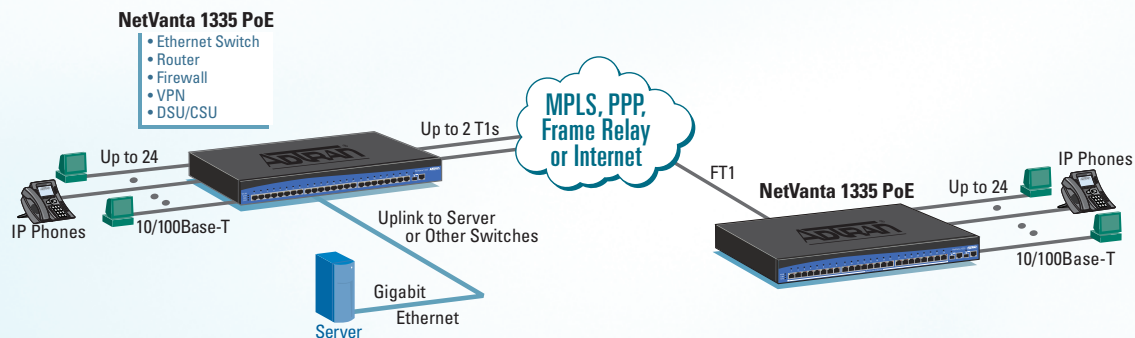 NetVanta 1335 PoE
• Ethernet Switch
• Router
• Firewall
• VPN
• DSU/CSU
Up to 24
IP Phones
10/100Base-T
ADTRAN
Up to 2 T1s
Uplink to Server
or Other Switches
Gigabit
Ethernet
Server
MPLS, PPP,
Frame Relay
or Internet
FT1
NetVanta 1335 PoE
ADTRAN
Up to 24
IP Phones
10/100Base-T